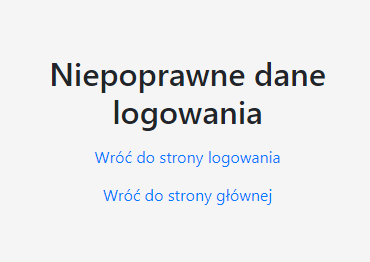 Niepoprawne dane
logowania
Wróć do strony logowania
Wróć do strony głównej